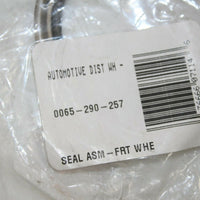 AUTOMOTIVE DIST WH -
0065-290-257
SEAL ASM-FRT WHE